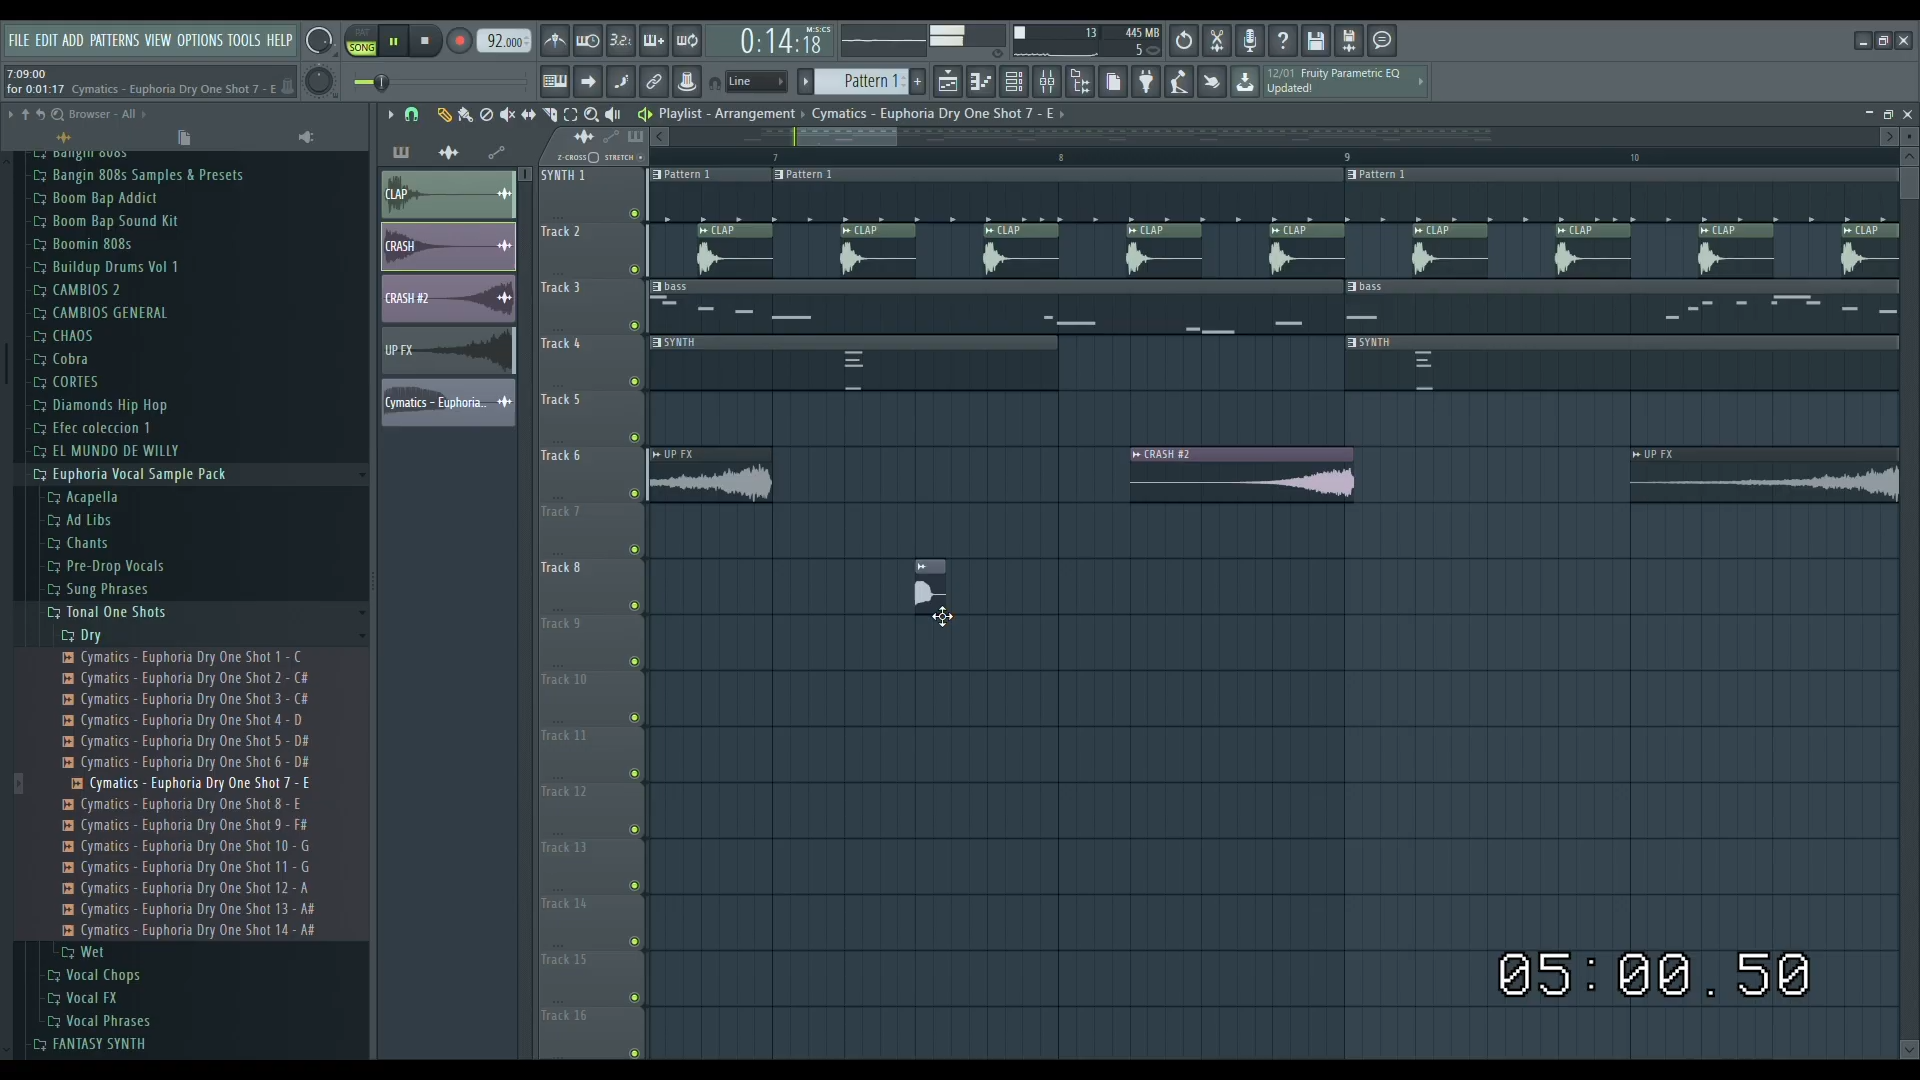 FILE EDIT ADD PATTERNS VIEW OPTIONS TOOLS HELP
PAT
SONG
92.000
3.2.
0:14:18
M:S:CS
13
445 MB
5
7:09:00
for 0:01:17 Cymatics - Euphoria Dry One Shot 7 - E
Line
Pattern 1
12/01 Fruity Parametric EQ
Updated!
Browser - All
Playlist - Arrangement › Cymatics - Euphoria Dry One Shot 7 - E
Z-CROSS
STRETCH
7
8
9
10
Bangin 808s
Bangin 808s Samples & Presets
Boom Bap Addict
Boom Bap Sound Kit
Boomin 808s
Buildup Drums Vol 1
CAMBIOS 2
CAMBIOS GENERAL
CHAOS
Cobra
CORTES
Diamonds Hip Hop
Efec coleccion 1
EL MUNDO DE WILLY
Euphoria Vocal Sample Pack
Acapella
Ad Libs
Chants
Pre-Drop Vocals
Sung Phrases
Tonal One Shots
Dry
Cymatics - Euphoria Dry One Shot 1 - C
Cymatics - Euphoria Dry One Shot 2 - C#
Cymatics - Euphoria Dry One Shot 3 - C#
Cymatics - Euphoria Dry One Shot 4 - D
Cymatics - Euphoria Dry One Shot 5 - D#
Cymatics - Euphoria Dry One Shot 6 - D#
Cymatics - Euphoria Dry One Shot 7 - E
Cymatics - Euphoria Dry One Shot 8 - E
Cymatics - Euphoria Dry One Shot 9 - F#
Cymatics - Euphoria Dry One Shot 10 - G
Cymatics - Euphoria Dry One Shot 11 - G
Cymatics - Euphoria Dry One Shot 12 - A
Cymatics - Euphoria Dry One Shot 13 - A#
Cymatics - Euphoria Dry One Shot 14 - A#
Wet
Vocal Chops
Vocal FX
Vocal Phrases
FANTASY SYNTH
CLAP
CRASH
CRASH #2
UP FX
Cymatics - Euphoria..
SYNTH 1
Pattern 1
Pattern 1
Pattern 1
Track 2
CLAP
CLAP
CLAP
CLAP
CLAP
CLAP
CLAP
CLAP
CLAP
Track 3
bass
bass
Track 4
SYNTH
SYNTH
Track 5
Track 6
UP FX
CRASH #2
UP FX
Track 7
Track 8
Track 9
Track 10
Track 11
Track 12
Track 13
Track 14
Track 15
Track 16
05:00.50